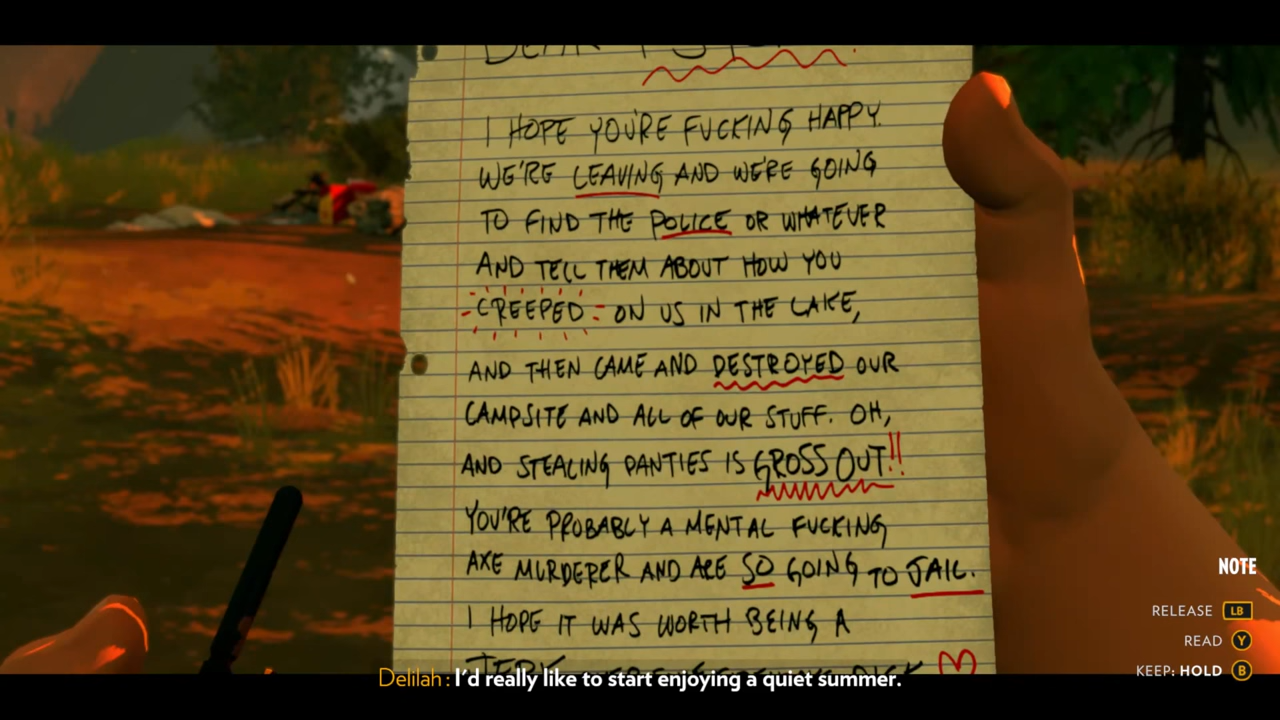 DEAR
I HOPE YOU'RE FUCKING HAPPY.
WE'RE LEAVING AND WE'RE GOING
TO FIND THE POLICE OR WHATEVER
AND TELL THEM ABOUT HOW YOU
CREEPED ON US IN THE LAKE,
AND THEN CAME AND DESTROYED OUR
CAMPSITE AND ALL OF OUR STUFF. OH,
AND STEALING PANTIES IS GROSS OUT!!
YOU'RE PROBABLY A MENTAL FUCKING
AXE MURDERER AND ARE SO GOING TO JAIL.
I HOPE IT WAS WORTH BEING A
JERK
Delilah: I'd really like to start enjoying a quiet summer.
NOTE
RELEASE LB
READ Y
KEEP: HOLD B